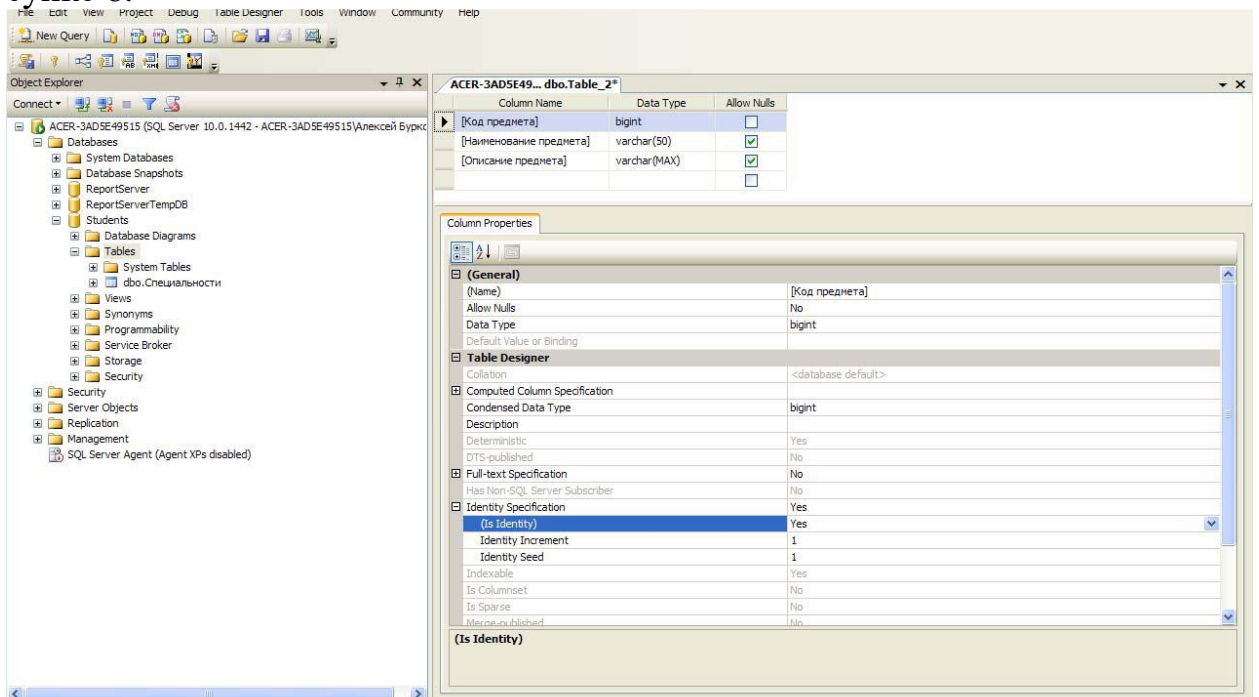 File Edit View Project Debug Table Designer Tools Window Community Help
New Query
Object Explorer
ACER-3AD5E49... dbo.Table_2*
Connect
Column Name Data Type Allow Nulls
ACER-3AD5E49515 (SQL Server 10.0.1442 - ACER-3AD5E49515\Алексей Буркс
[Код предмета] bigint
[Наименование предмета] varchar(50)
[Описание предмета] varchar(MAX)
Databases
System Databases
Database Snapshots
ReportServer
ReportServerTempDB
Students
Database Diagrams
Tables
System Tables
dbo.Специальности
Views
Synonyms
Programmability
Service Broker
Storage
Security
Security
Server Objects
Replication
Management
SQL Server Agent (Agent XPs disabled)
Column Properties
(General)
(Name) [Код предмета]
Allow Nulls No
Data Type bigint
Default Value or Binding
Table Designer
Collation <database default>
Computed Column Specification
Condensed Data Type bigint
Description
Deterministic Yes
DTS-published No
Full-text Specification No
Has Non-SQL Server Subscriber No
Identity Specification Yes
(Is Identity) Yes
Identity Increment 1
Identity Seed 1
Indexable Yes
Is Columnset No
Is Sparse No
Merge-published No
(Is Identity)